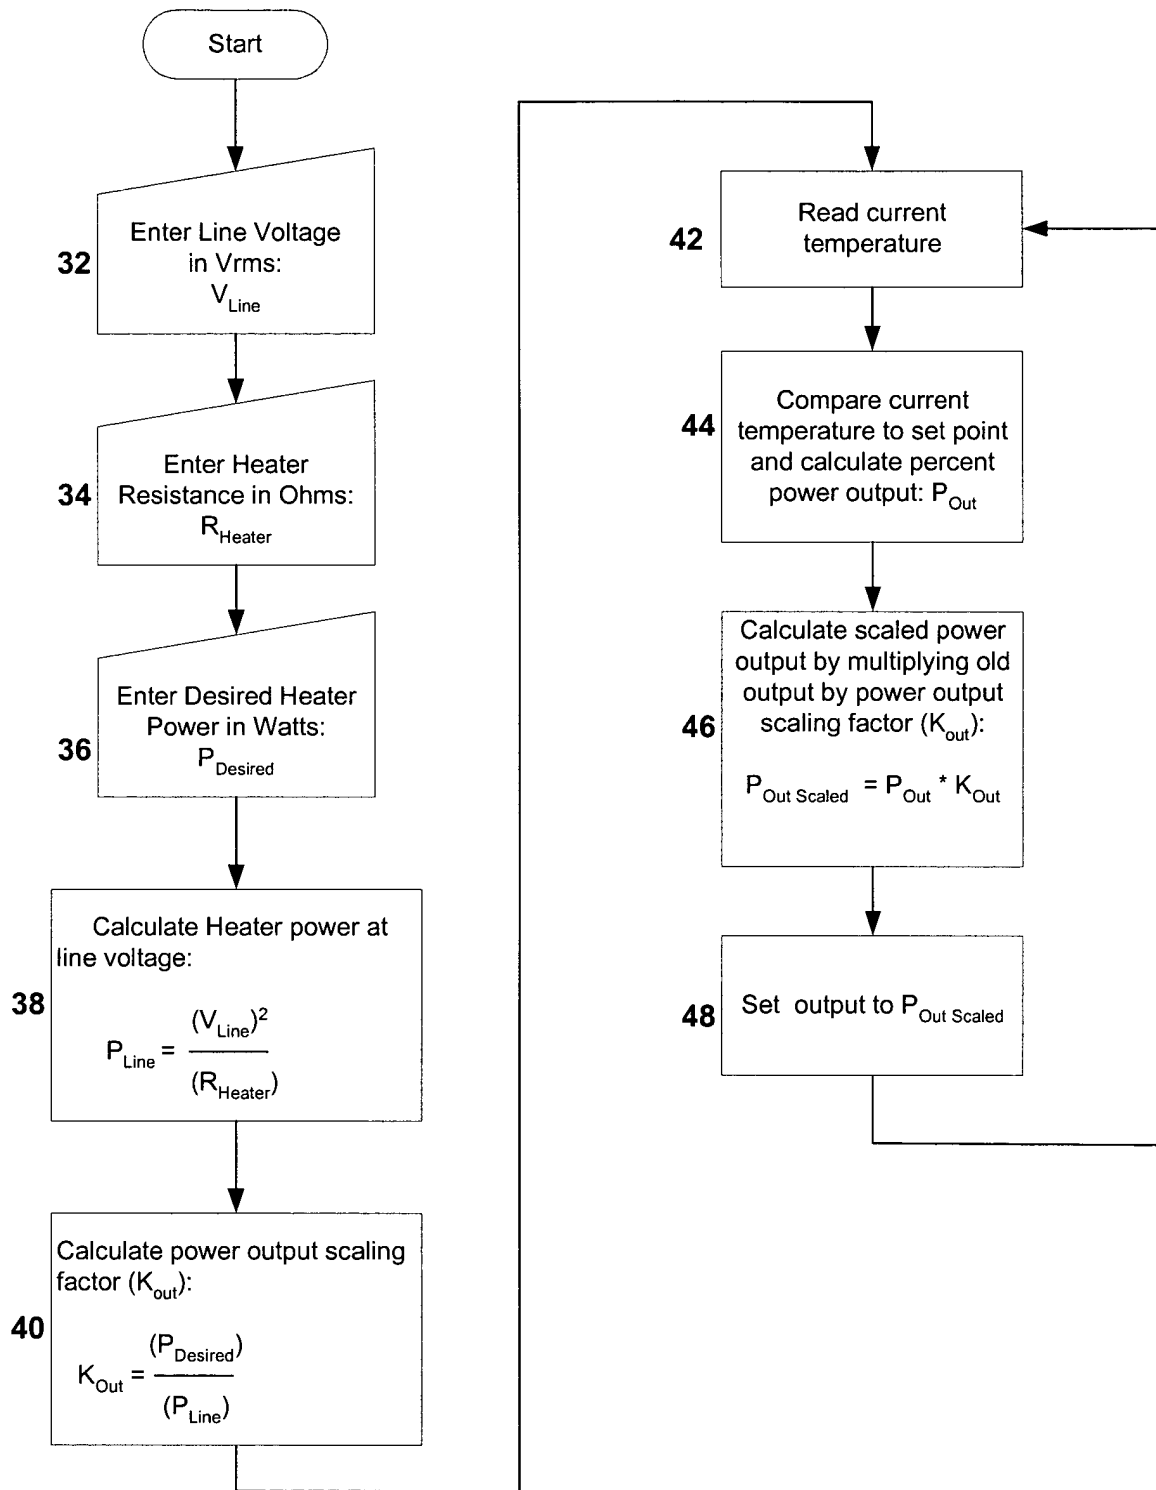 Start
32
Enter Line Voltage
in Vrms:
V_Line
34
Enter Heater
Resistance in Ohms:
R_Heater
36
Enter Desired Heater
Power in Watts:
P_Desired
38
Calculate Heater power at
line voltage:
P_Line = (V_Line)² / (R_Heater)
40
Calculate power output scaling
factor (K_out):
K_Out = (P_Desired) / (P_Line)
42
Read current
temperature
44
Compare current
temperature to set point
and calculate percent
power output: P_Out
46
Calculate scaled power
output by multiplying old
output by power output
scaling factor (K_out):
P_Out Scaled = P_Out * K_Out
48
Set output to P_Out Scaled